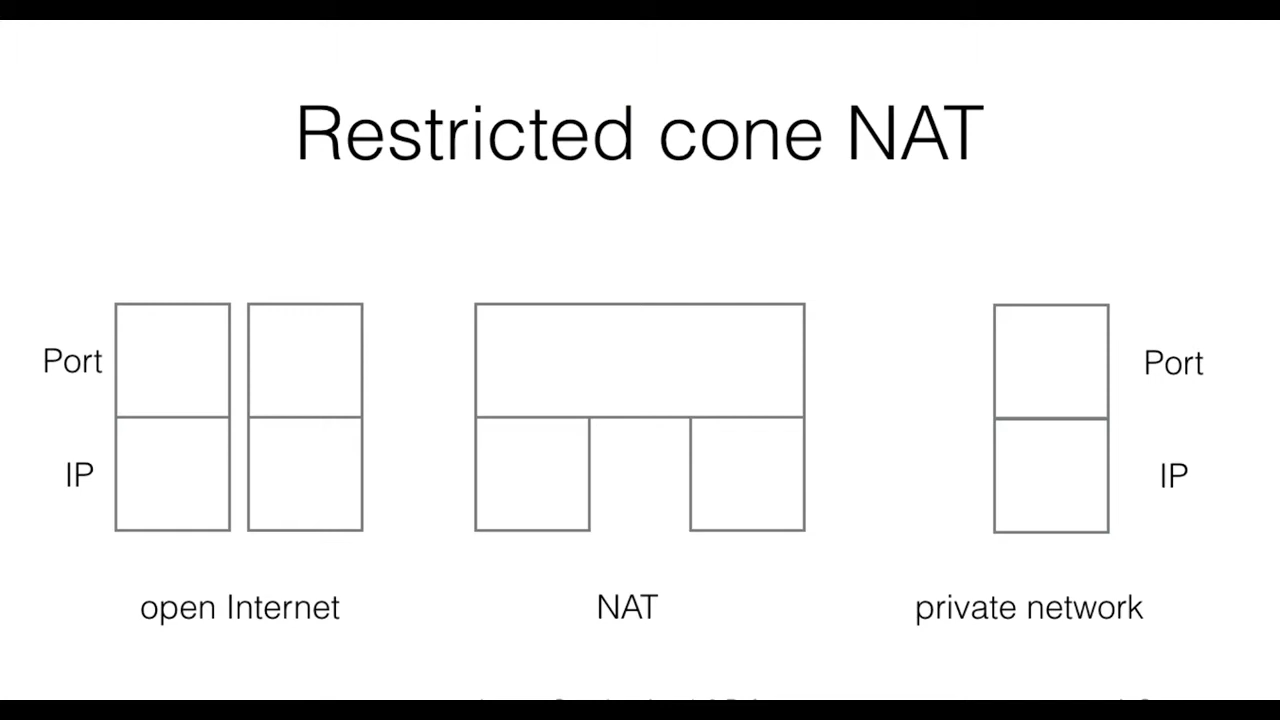 Restricted cone NAT
Port
Port
IP
IP
open Internet
NAT
private network